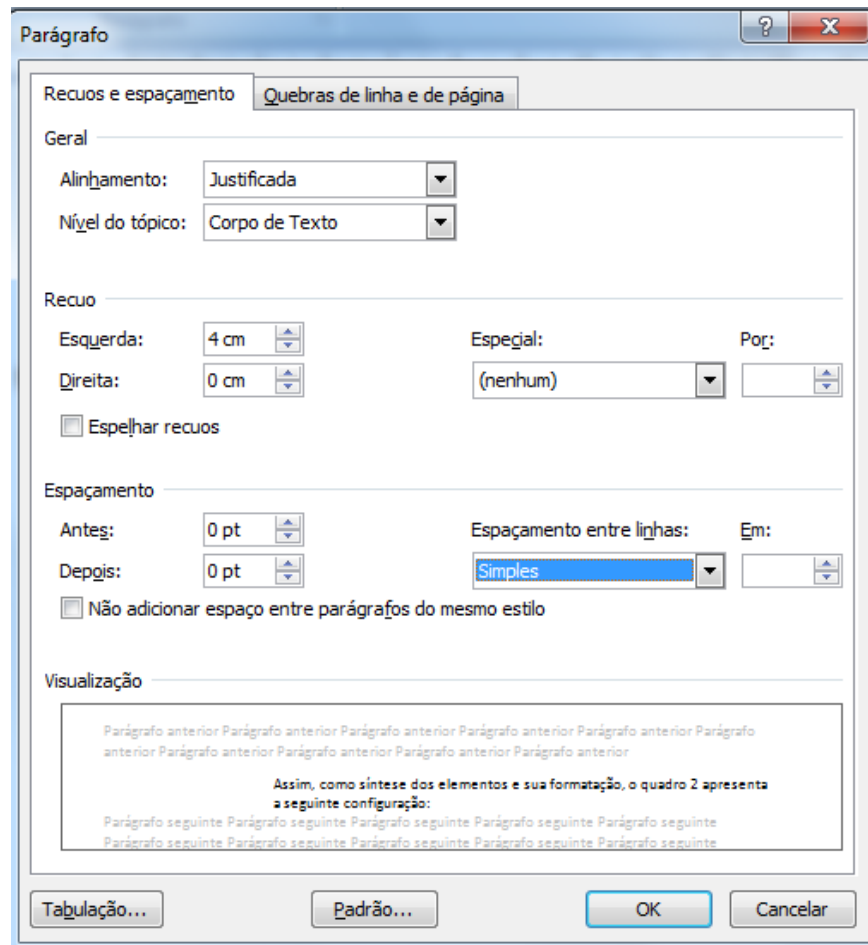 Parágrafo
Recuos e espaçamento Quebras de linha e de página
Geral
Alinhamento: Justificada
Nível do tópico: Corpo de Texto
Recuo
Esquerda: 4 cm Especial: Por:
Direita: 0 cm (nenhum)
Espelhar recuos
Espaçamento
Antes: 0 pt Espaçamento entre linhas: Em:
Depois: 0 pt Simples
Não adicionar espaço entre parágrafos do mesmo estilo
Visualização
Parágrafo anterior Parágrafo anterior Parágrafo anterior Parágrafo anterior Parágrafo anterior Parágrafo
anterior Parágrafo anterior Parágrafo anterior Parágrafo anterior Parágrafo anterior
Assim, como síntese dos elementos e sua formatação, o quadro 2 apresenta
a seguinte configuração:
Parágrafo seguinte Parágrafo seguinte Parágrafo seguinte Parágrafo seguinte Parágrafo seguinte
Parágrafo seguinte Parágrafo seguinte Parágrafo seguinte Parágrafo seguinte Parágrafo seguinte
Tabulação... Padrão... OK Cancelar